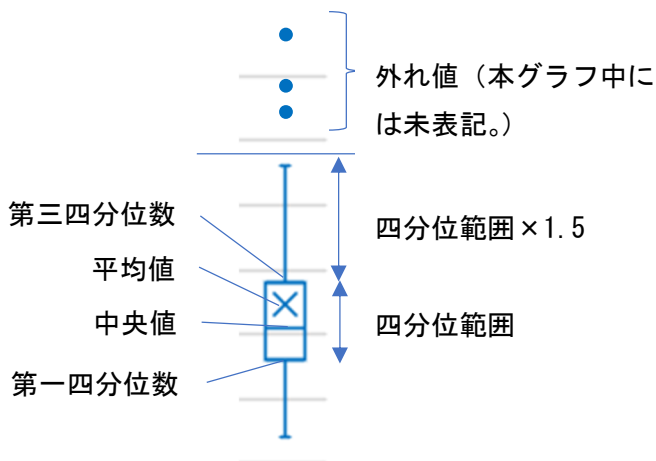 外れ値（本グラフ中に
は未表記。）
第三四分位数
四分位範囲×1.5
平均値
中央値
四分位範囲
第一四分位数